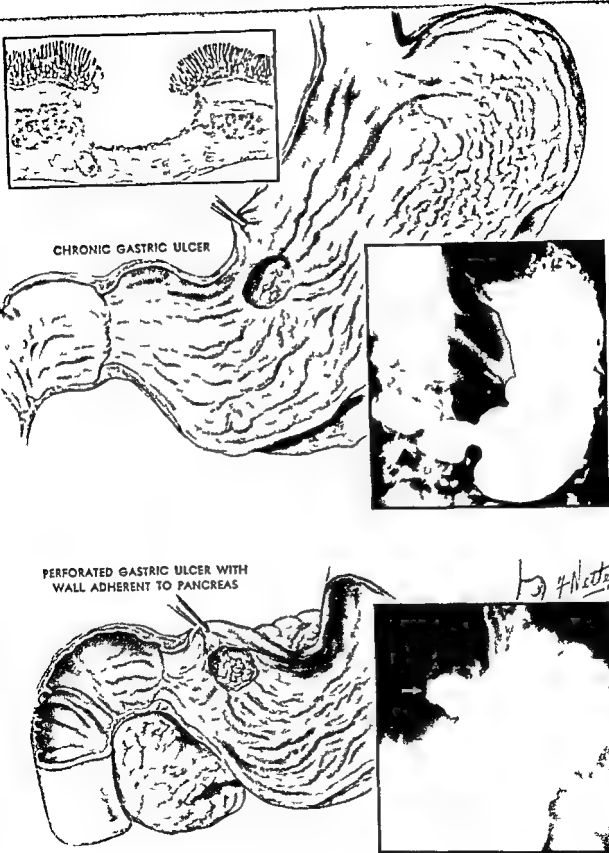 CHRONIC GASTRIC ULCER
PERFORATED GASTRIC ULCER WITH
WALL ADHERENT TO PANCREAS